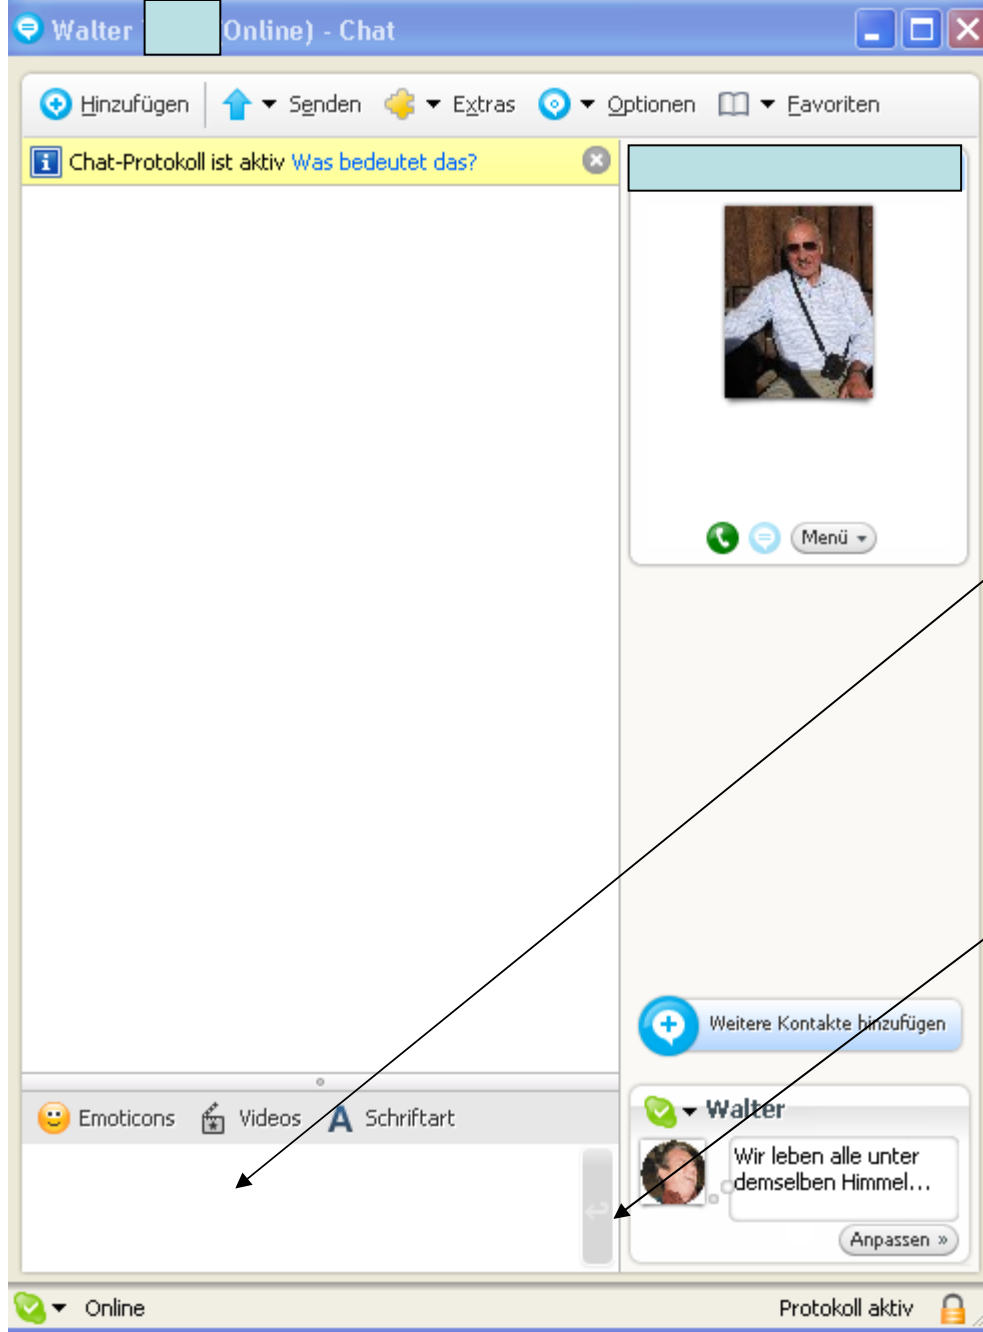 Walter (Online) - Chat
Hinzufügen Senden Extras Optionen Favoriten
Chat-Protokoll ist aktiv Was bedeutet das?
Menü
Weitere Kontakte hinzufügen
Emoticons Videos A Schriftart
Walter
Wir leben alle unter
demselben Himmel...
Anpassen »
Online Protokoll aktiv